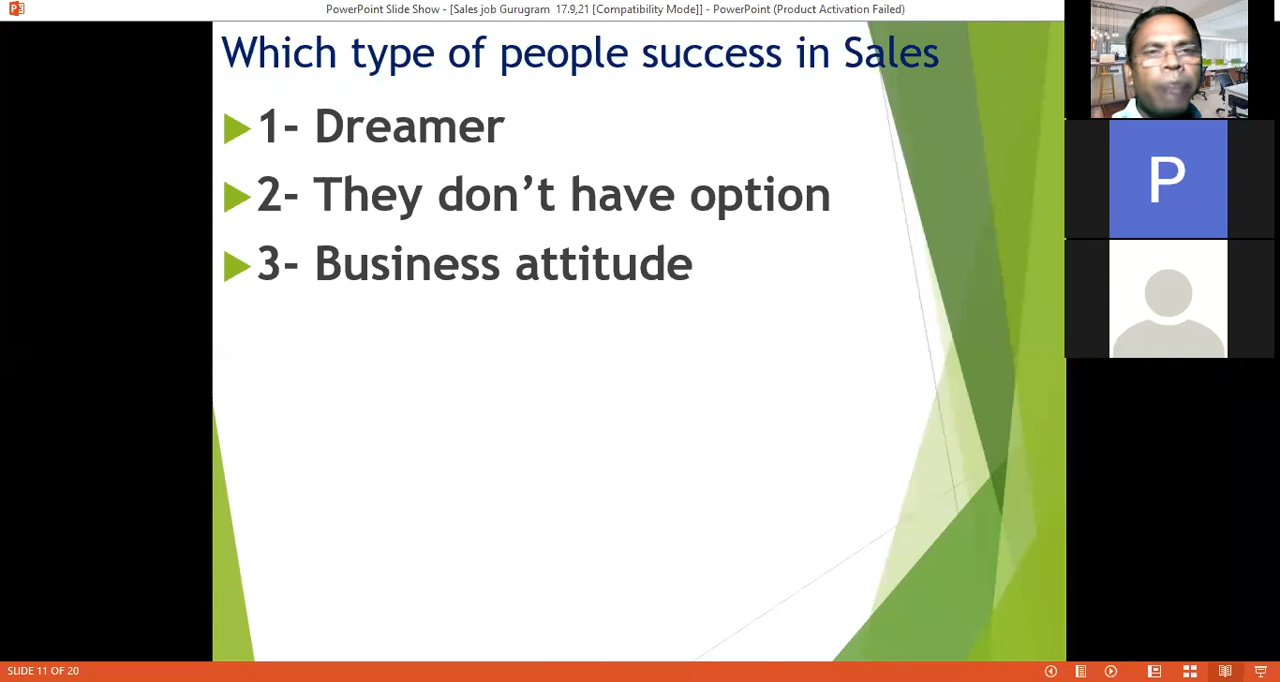 PowerPoint Slide Show - [Sales job Gurugram 17.9,21 [Compatibility Mode]] - PowerPoint (Product Activation Failed)
Which type of people success in Sales
1- Dreamer
2- They don’t have option
3- Business attitude
P
SLIDE 11 OF 20